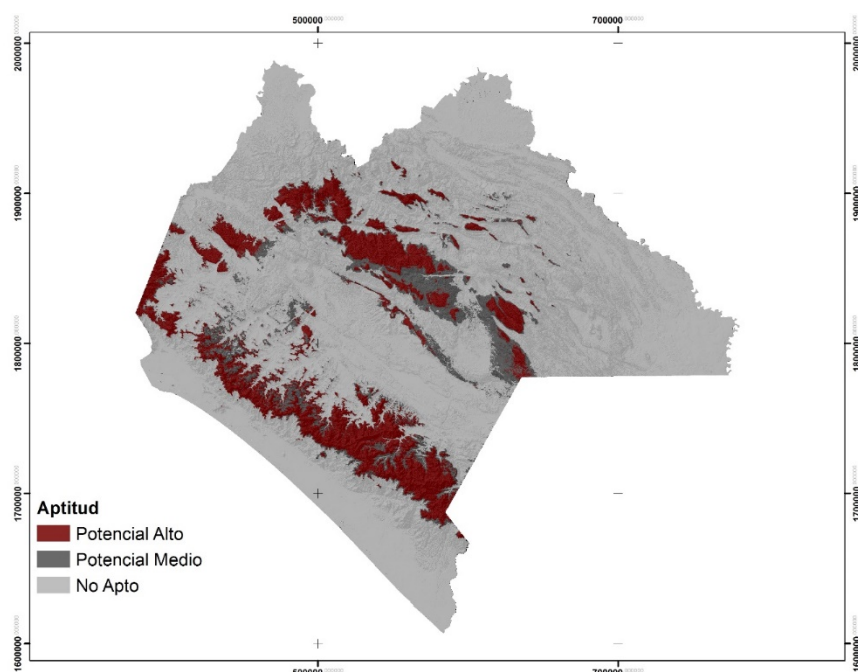 500000 700000
2000000 2000000
1900000 1900000
1800000 1800000
1700000 1700000
Aptitud
Potencial Alto
Potencial Medio
No Apto
1600000 1600000
500000 700000